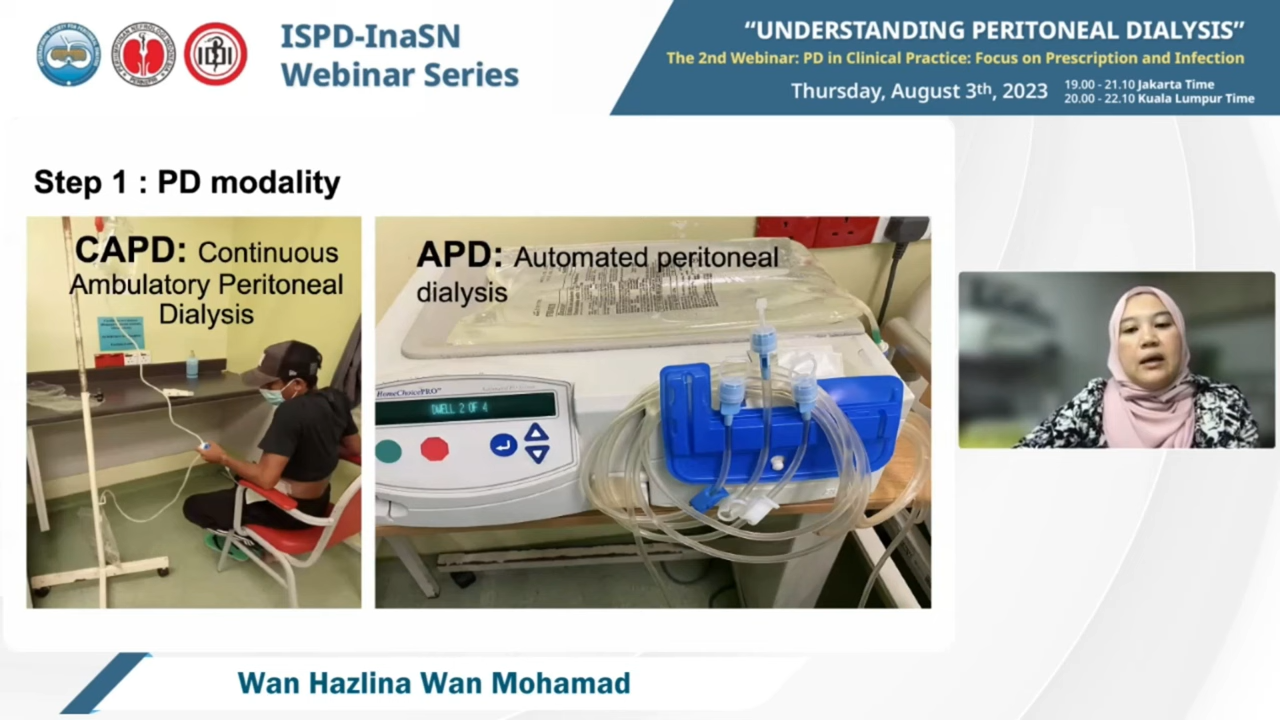 ISPD-InaSN
Webinar Series
“UNDERSTANDING PERITONEAL DIALYSIS”
The 2nd Webinar: PD in Clinical Practice: Focus on Prescription and Infection
Thursday, August 3th, 2023
19.00 - 21.10 Jakarta Time
20.00 - 22.10 Kuala Lumpur Time
Step 1 : PD modality
CAPD: Continuous
Ambulatory Peritoneal
Dialysis
APD: Automated peritoneal
dialysis
HomeChoice PRO
DWELL 2 OF 4
Wan Hazlina Wan Mohamad